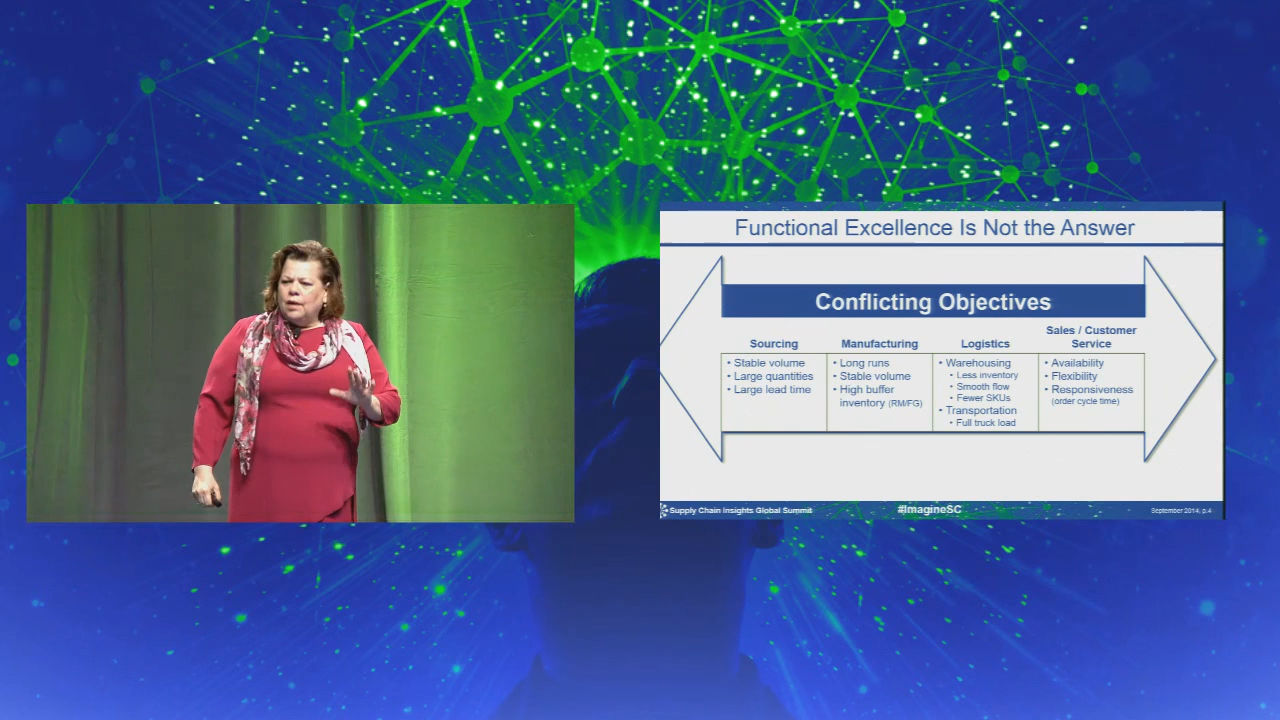 Functional Excellence Is Not the Answer
Conflicting Objectives
Sourcing
• Stable volume
• Large quantities
• Large lead time
Manufacturing
• Long runs
• Stable volume
• High buffer
inventory (RM/FG)
Logistics
• Warehousing
• Less inventory
• Smooth flow
• Fewer SKUs
• Transportation
• Full truck load
Sales / Customer
Service
• Availability
• Flexibility
• Responsiveness
(order cycle time)
Supply Chain Insights Global Summit
#ImagineSC
September 2014, p.4